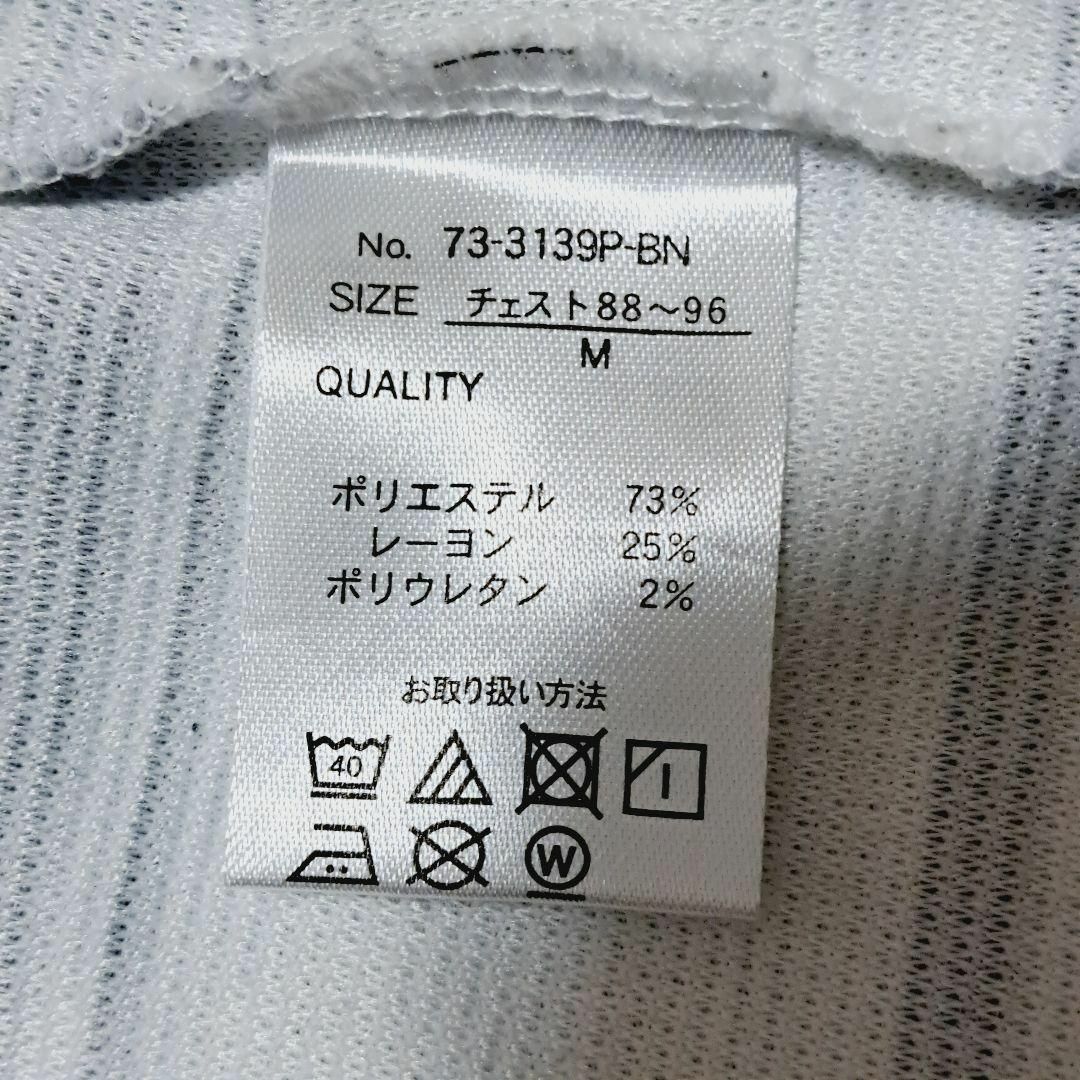 No. 73-3139P-BN
SIZE チェスト88～96
M
QUALITY
ポリエステル 73%
レーヨン 25%
ポリウレタン 2%
お取り扱い方法
40
W